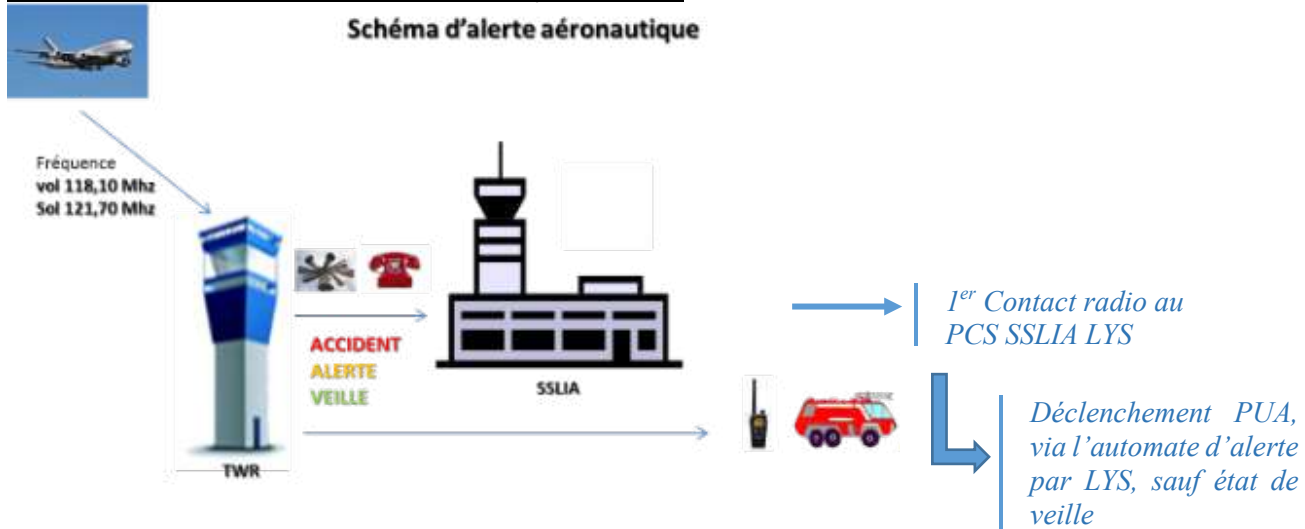 Schéma d'alerte aéronautique
Fréquence
vol 118,10 Mhz
Sol 121,70 Mhz
ACCIDENT
ALERTE
VEILLE
TWR
SSLIA
1er Contact radio au
PCS SSLIA LYS
Déclenchement PUA,
via l'automate d'alerte
par LYS, sauf état de
veille